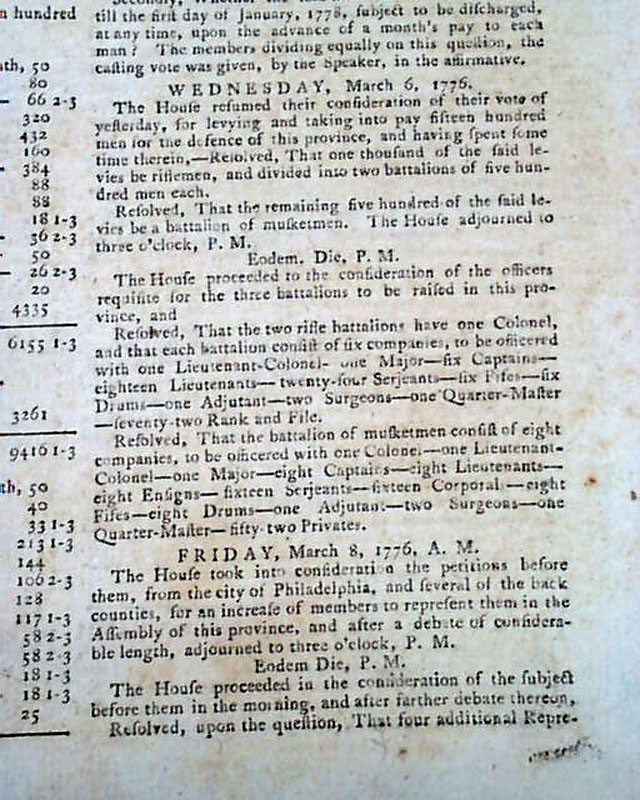 n hundred
th, 50
80
— 66 2-3
320
432
160
- 384
88
88
18 1-3
- 36 2-3
- 50
— 26 2-3
20
4335
6155 1-3
3261
9416 1-3
th, 50
40
33 1-3
213 1-3
144
106 2-3
128
117 1-3
58 2-3
58 2-3
18 1-3
18 1-3
25
till the firſt day of January, 1778, ſubject to be diſcharged,
at any time, upon the advance of a month's pay to each
man? The members dividing equally on this queſtion, the
caſting vote was given, by the Speaker, in the affirmative.
WEDNESDAY, March 6, 1776.
The Houſe reſumed their conſideration of their vote of
yeſterday, for levying and taking into pay fifteen hundred
men for the defence of this province, and having ſpent ſome
time therein,—Reſolved, That one thouſand of the ſaid le-
vies be riflemen, and divided into two battalions of five hun-
dred men each.
Reſolved, That the remaining five hundred of the ſaid le-
vies be a battalion of muſketmen. The Houſe adjourned to
three o'clock, P. M.
Eodem. Die, P. M.
The Houſe proceeded to the conſideration of the officers
requiſite for the three battalions to be raiſed in this pro-
vince, and
Reſolved, That the two rifle battalions have one Colonel,
and that each battalion conſiſt of ſix companies, to be officered
with one Lieutenant-Colonel- one Major—ſix Captains—
eighteen Lieutenants—twenty-four Serjeants—ſix Fifes—ſix
Drums—one Adjutant—two Surgeons—one Quarter-Maſter
—ſeventy-two Rank and File.
Reſolved, That the battalion of muſketmen conſiſt of eight
companies, to be officered with one Colonel—one Lieutenant-
Colonel—one Major—eight Captains—eight Lieutenants—
eight Enſigns—ſixteen Serjeants—ſixteen Corporal—eight
Fifes—eight Drums—one Adjutant—two Surgeons—one
Quarter-Maſter—fifty-two Privates.
FRIDAY, March 8, 1776, A. M.
The Houſe took into conſideration the petitions before
them, from the city of Philadelphia, and ſeveral of the back
counties, for an increaſe of members to repreſent them in the
Aſſembly of this province, and after a debate of conſidera-
ble length, adjourned to three o'clock, P. M.
Eodem Die, P. M.
The Houſe proceeded in the conſideration of the ſubject
before them in the morning, and after farther debate thereon,
Reſolved, upon the queſtion, That four additional Repre-